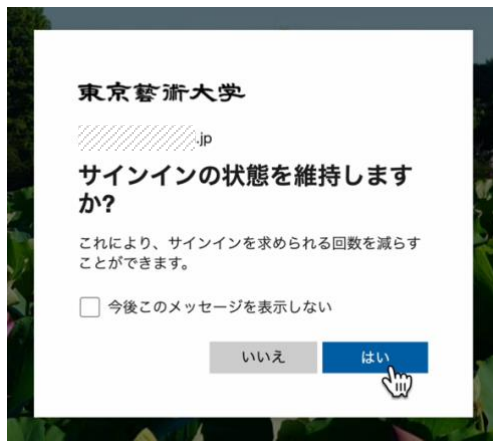 東京藝術大学
.jp
サインインの状態を維持します
か?
これにより、サインインを求められる回数を減らす
ことができます。
今後このメッセージを表示しない
いいえ
はい